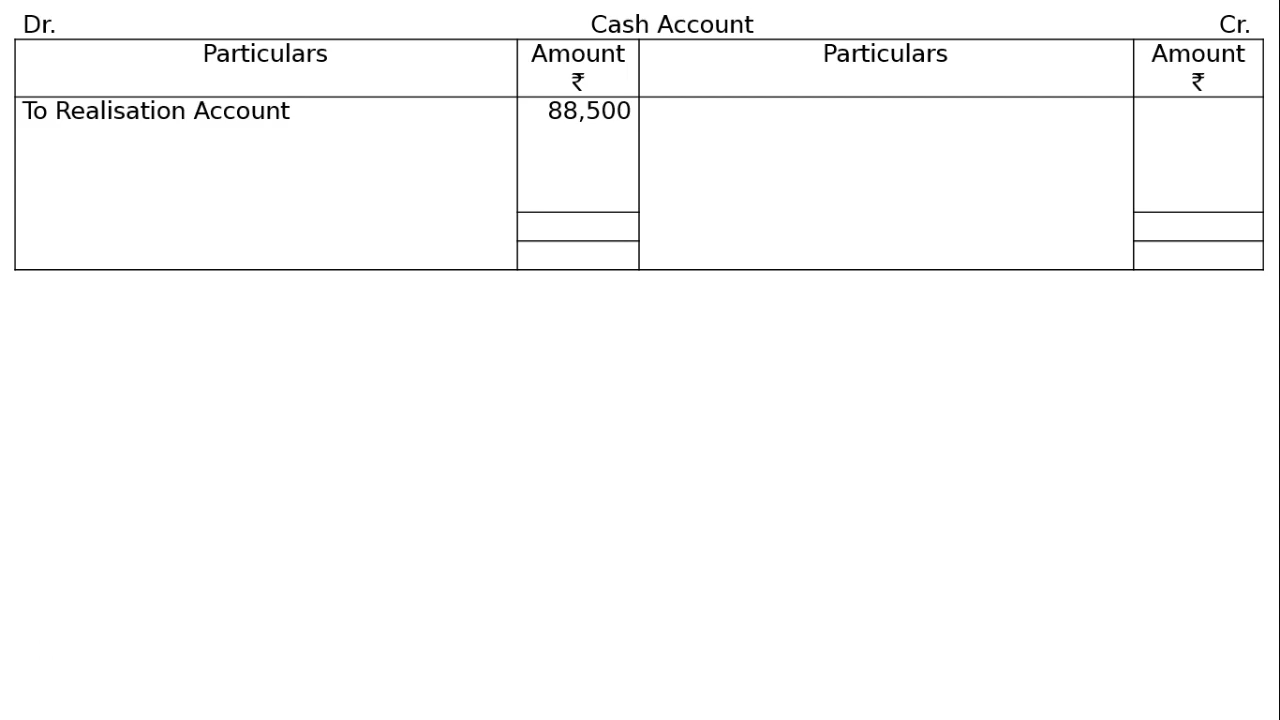 Dr. Cash Account Cr.
Particulars Amount Particulars Amount
₹ ₹
To Realisation Account 88,500